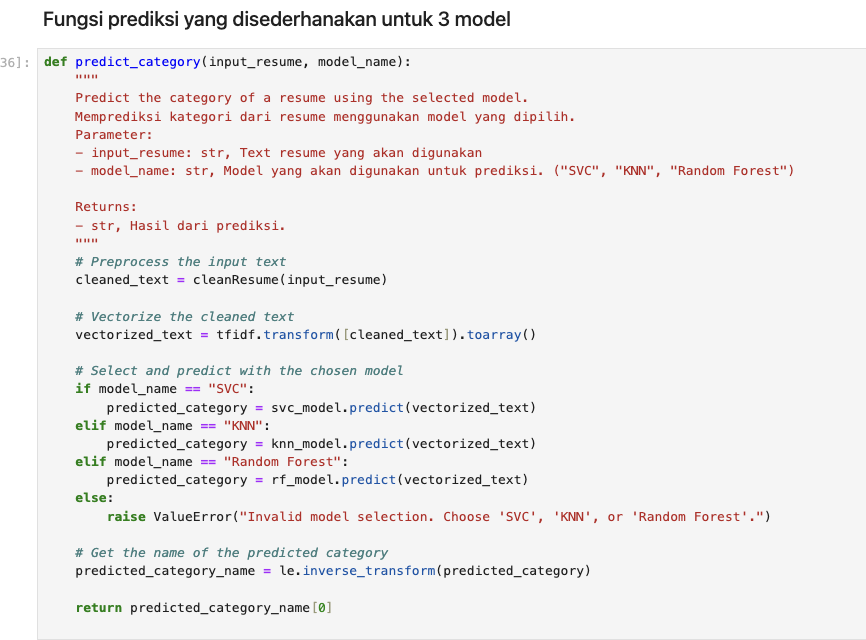 Fungsi prediksi yang disederhanakan untuk 3 model
36]: def predict_category(input_resume, model_name):
    """
    Predict the category of a resume using the selected model.
    Memprediksi kategori dari resume menggunakan model yang dipilih.
    Parameter:
    - input_resume: str, Text resume yang akan digunakan
    - model_name: str, Model yang akan digunakan untuk prediksi. ("SVC", "KNN", "Random Forest")

    Returns:
    - str, Hasil dari prediksi.
    """
    # Preprocess the input text
    cleaned_text = cleanResume(input_resume)

    # Vectorize the cleaned text
    vectorized_text = tfidf.transform([cleaned_text]).toarray()

    # Select and predict with the chosen model
    if model_name == "SVC":
        predicted_category = svc_model.predict(vectorized_text)
    elif model_name == "KNN":
        predicted_category = knn_model.predict(vectorized_text)
    elif model_name == "Random Forest":
        predicted_category = rf_model.predict(vectorized_text)
    else:
        raise ValueError("Invalid model selection. Choose 'SVC', 'KNN', or 'Random Forest'.")

    # Get the name of the predicted category
    predicted_category_name = le.inverse_transform(predicted_category)

    return predicted_category_name[0]